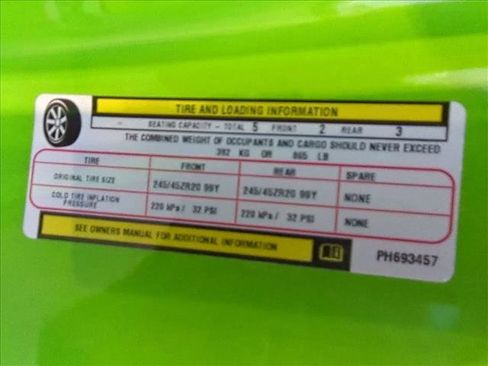 TIRE AND LOADING INFORMATION
SEATING CAPACITY - TOTAL 5 FRONT 2 REAR 3
THE COMBINED WEIGHT OF OCCUPANTS AND CARGO SHOULD NEVER EXCEED
392 KG OR 865 LB
TIRE FRONT REAR SPARE
ORIGINAL TIRE SIZE 245/45ZR20 99Y 245/45ZR20 99Y NONE
COLD TIRE INFLATION PRESSURE 220 kPa / 32 PSI 220 kPa / 32 PSI NONE
SEE OWNERS MANUAL FOR ADDITIONAL INFORMATION
PH693457